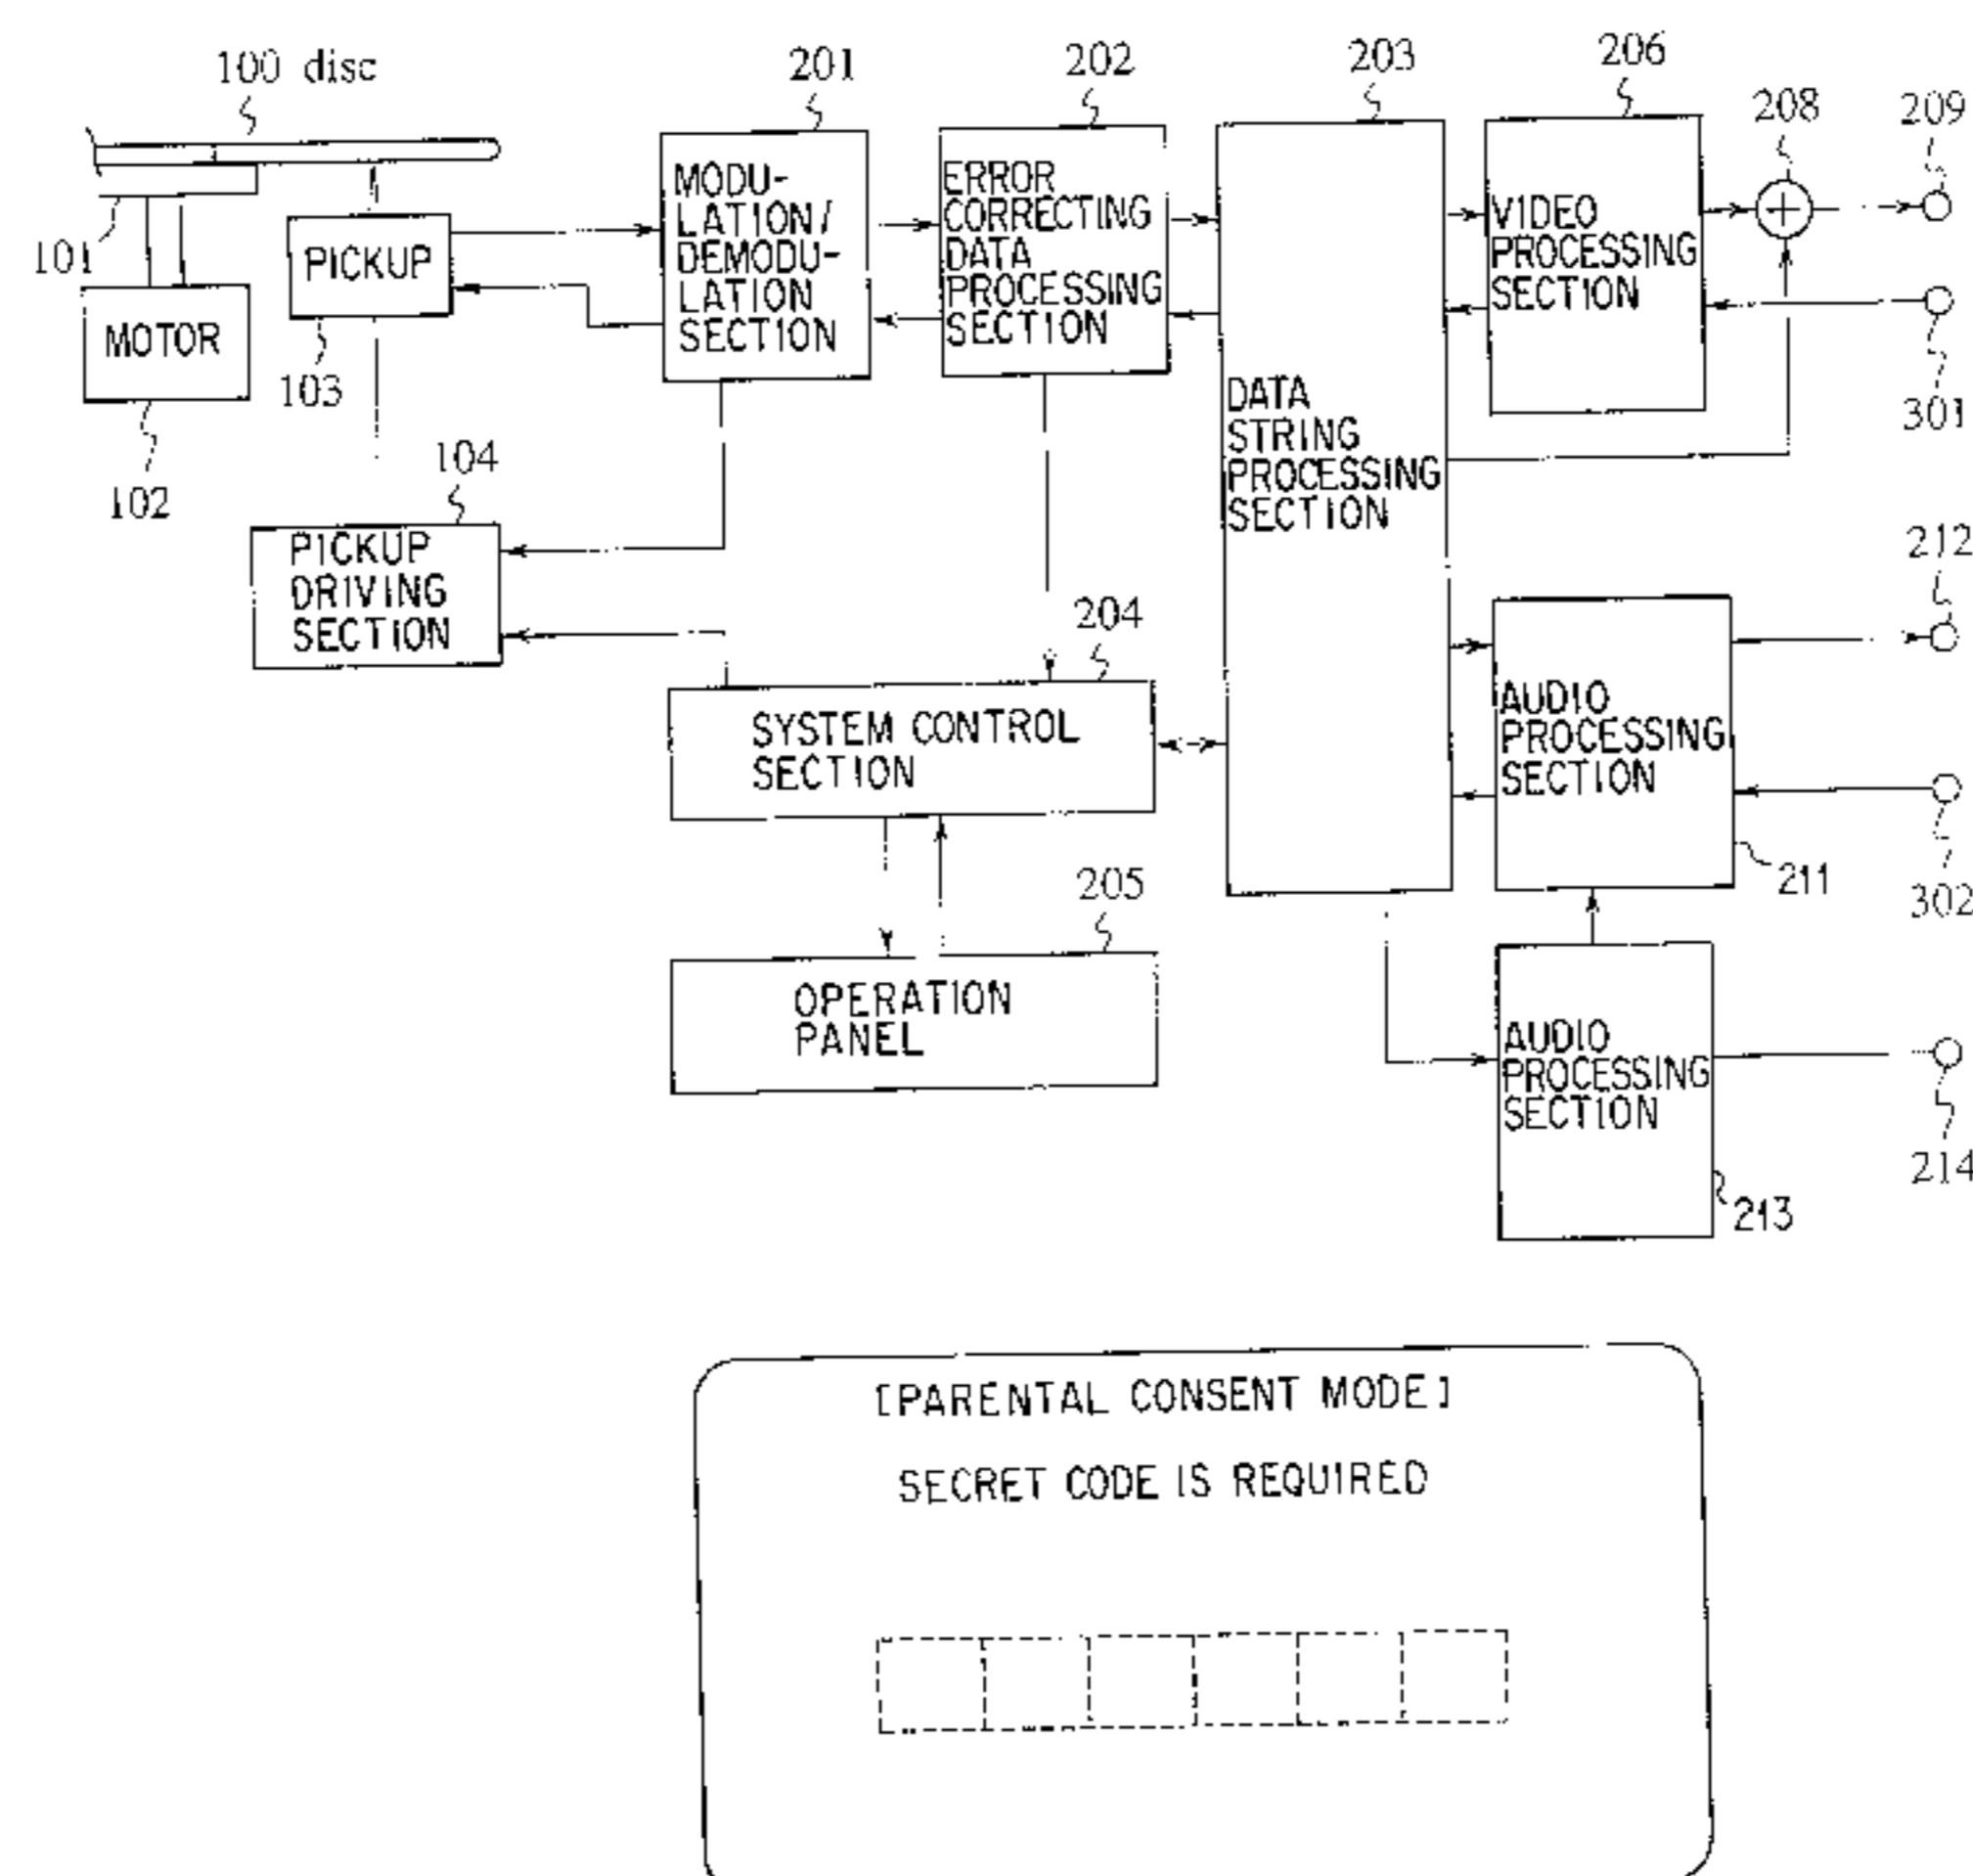 100 disc
201
202
203
206
208
209
MODU-
LATION/
DEMODU-
LATION
SECTION
ERROR
CORRECTING
DATA
PROCESSING
SECTION
VIDEO
PROCESSING
SECTION
101
PICKUP
MOTOR
103
301
102
104
DATA
STRING
PROCESSING
SECTION
PICKUP
DRIVING
SECTION
212
204
SYSTEM CONTROL
SECTION
AUDIO
PROCESSING
SECTION
211
302
205
OPERATION
PANEL
AUDIO
PROCESSING
SECTION
214
213
[PARENTAL CONSENT MODE]
SECRET CODE IS REQUIRED